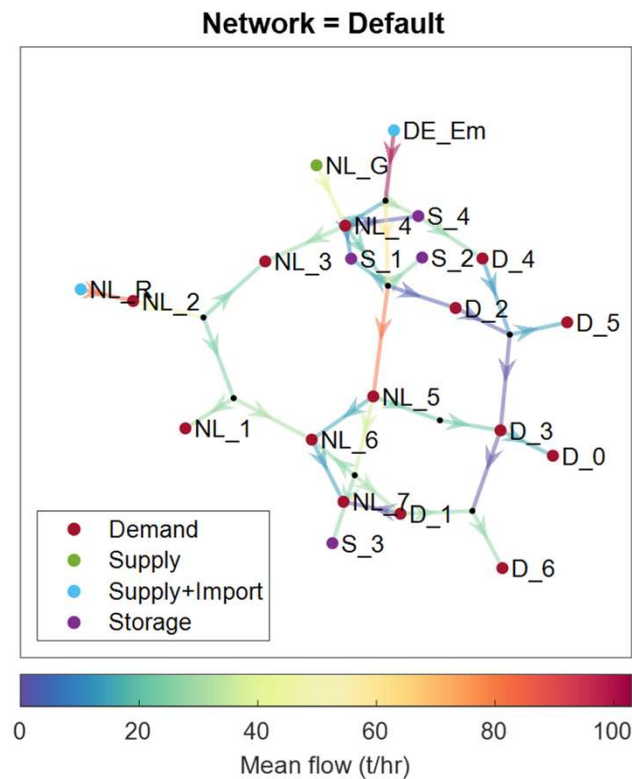 Network = Default
DE_Em
NL_G
S_4
NL_4
S_1
S_2
D_4
NL_3
NL_R
NL_2
D_2
D_5
NL_5
NL_1
NL_6
D_3
D_0
NL_7
D_1
S_3
D_6
Demand
Supply
Supply+Import
Storage
0 20 40 60 80 100
Mean flow (t/hr)